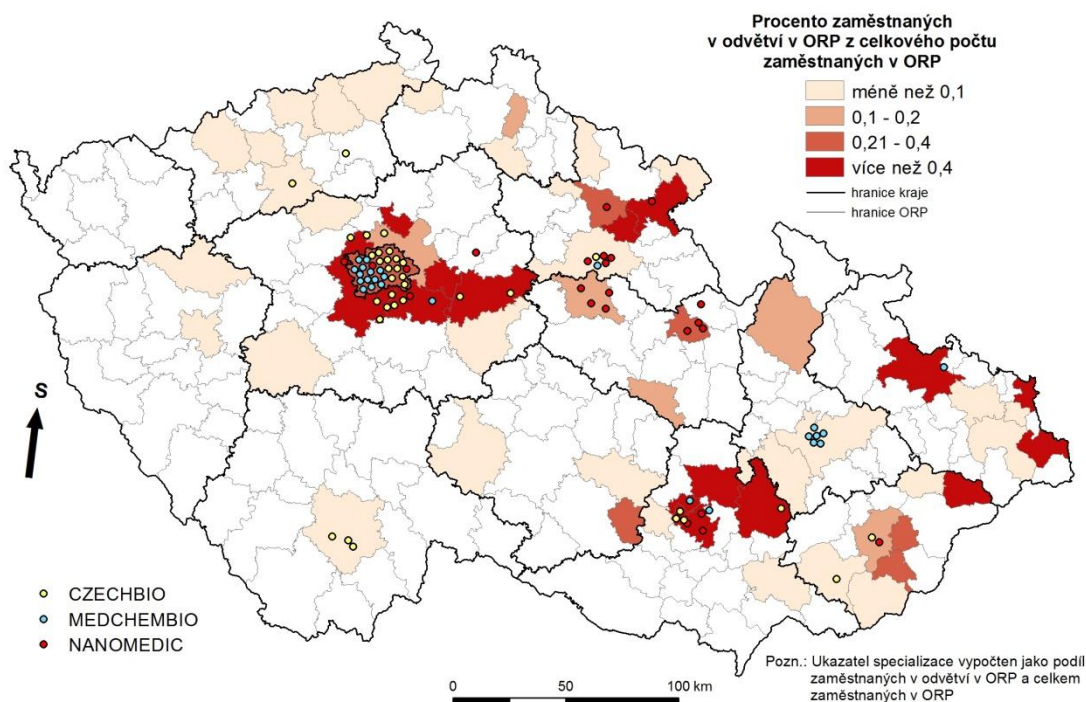 Procento zaměstnaných
v odvětví v ORP z celkového počtu
zaměstnaných v ORP
méně než 0,1
0,1 - 0,2
0,21 - 0,4
více než 0,4
hranice kraje
hranice ORP
S
CZECHBIO
MEDCHEMBIO
NANOMEDIC
0 50 100 km
Pozn.: Ukazatel specializace vypočten jako podíl
zaměstnaných v odvětví v ORP a celkem
zaměstnaných v ORP